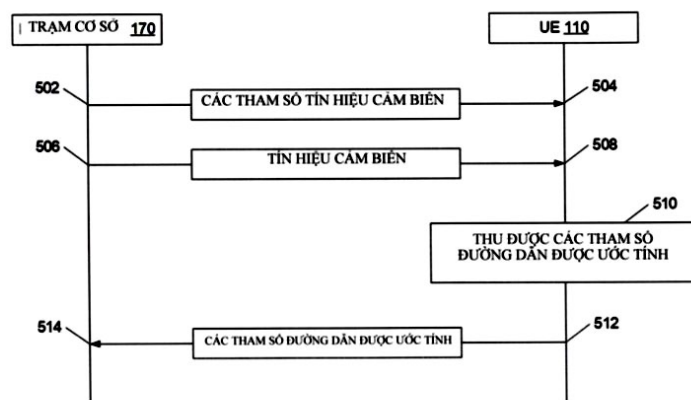 TRẠM CƠ SỞ 170
UE 110
502
CÁC THAM SỐ TÍN HIỆU CẢM BIẾN
504
506
TÍN HIỆU CẢM BIẾN
508
510
THU ĐƯỢC CÁC THAM SỐ
ĐƯỜNG DẪN ĐƯỢC ƯỚC TÍNH
514
CÁC THAM SỐ ĐƯỜNG DẪN ĐƯỢC ƯỚC TÍNH
512